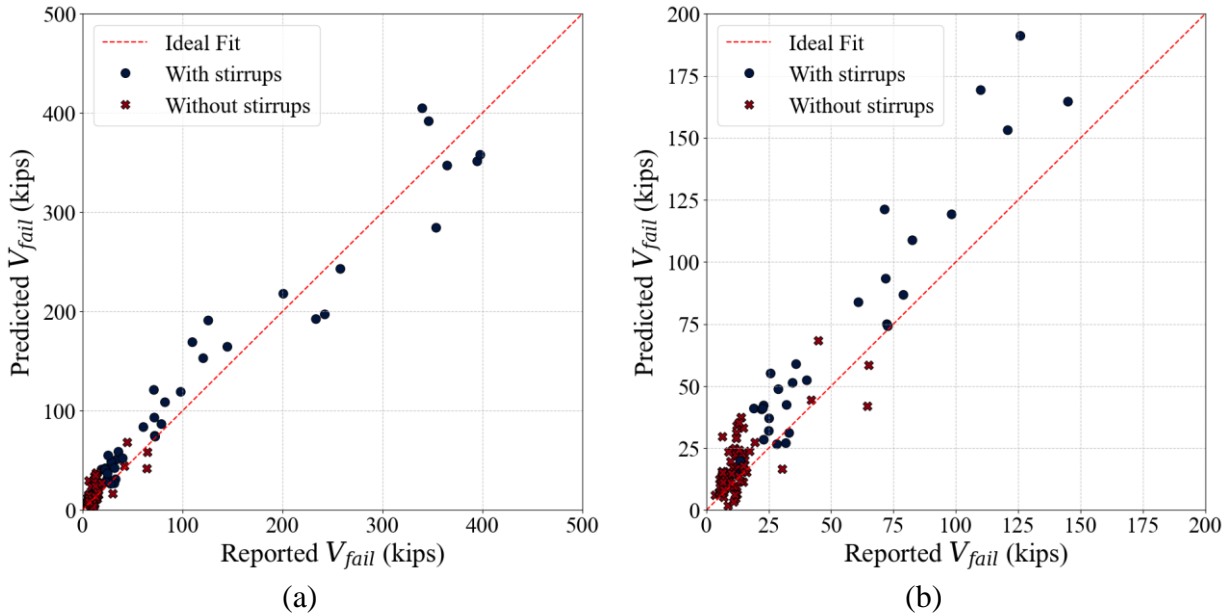 500
400
300
200
100
0
Predicted V_fail (kips)
Ideal Fit
With stirrups
Without stirrups
0 100 200 300 400 500
Reported V_fail (kips)
(a)
200
175
150
125
100
75
50
25
0
Predicted V_fail (kips)
Ideal Fit
With stirrups
Without stirrups
0 25 50 75 100 125 150 175 200
Reported V_fail (kips)
(b)